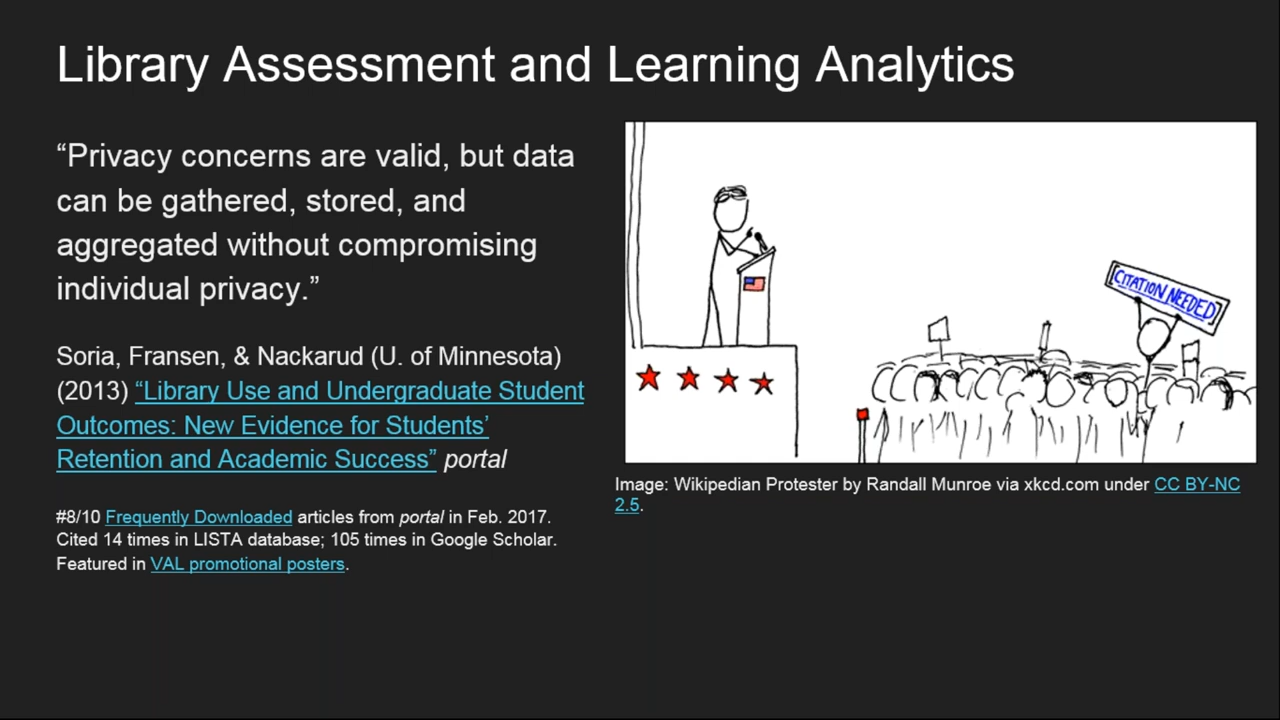 Library Assessment and Learning Analytics
“Privacy concerns are valid, but data
can be gathered, stored, and
aggregated without compromising
individual privacy.”
Soria, Fransen, & Nackarud (U. of Minnesota)
(2013) “Library Use and Undergraduate Student
Outcomes: New Evidence for Students’
Retention and Academic Success” portal
#8/10 Frequently Downloaded articles from portal in Feb. 2017.
Cited 14 times in LISTA database; 105 times in Google Scholar.
Featured in VAL promotional posters.
[CITATION NEEDED]
Image: Wikipedian Protester by Randall Munroe via xkcd.com under CC BY-NC
2.5.